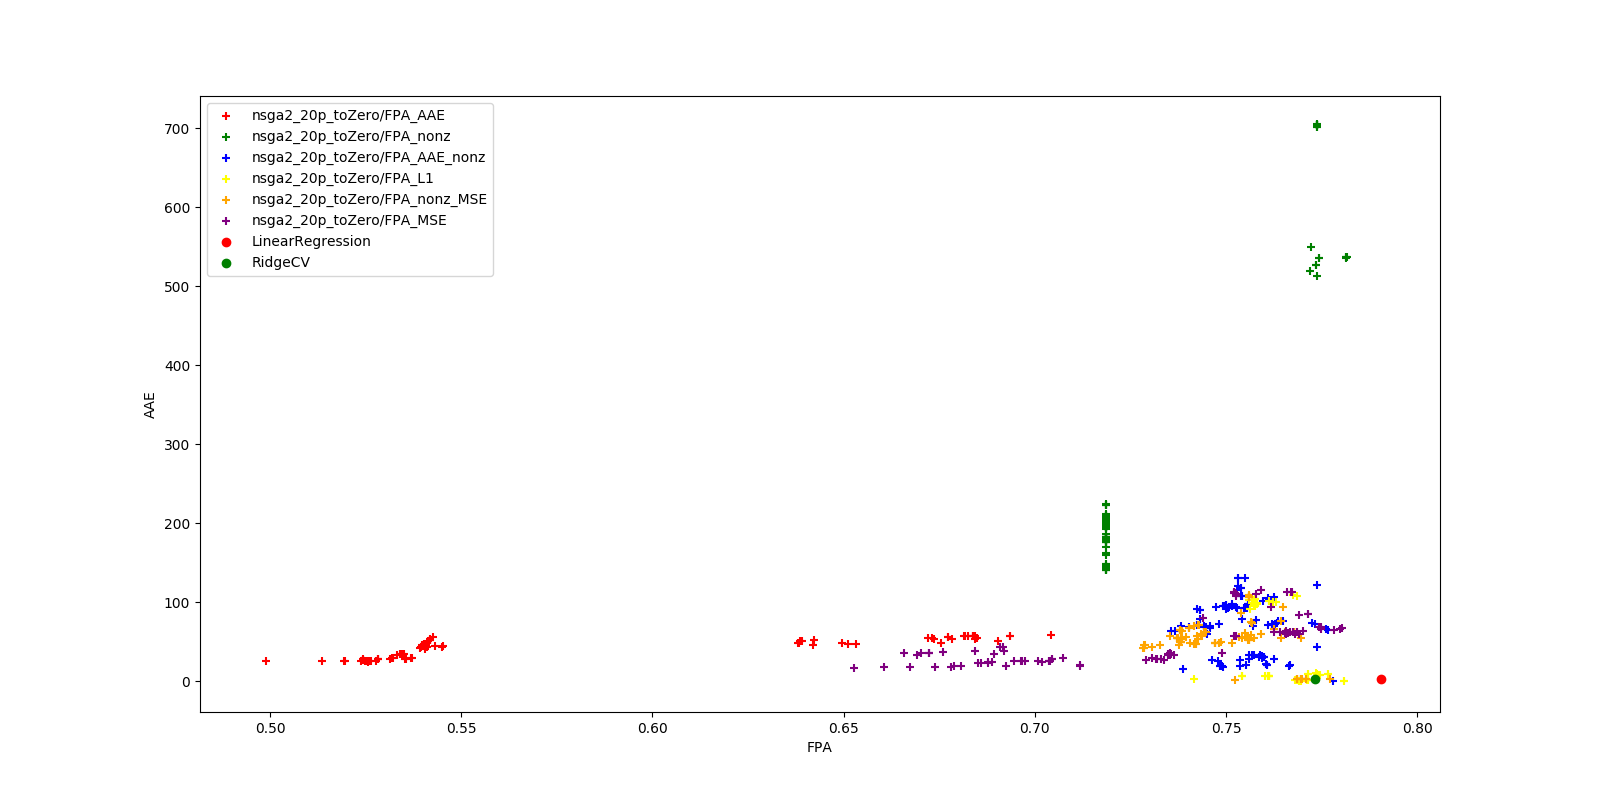 nsga2_20p_toZero/FPA_AAE
nsga2_20p_toZero/FPA_nonz
nsga2_20p_toZero/FPA_AAE_nonz
nsga2_20p_toZero/FPA_L1
nsga2_20p_toZero/FPA_nonz_MSE
nsga2_20p_toZero/FPA_MSE
LinearRegression
RidgeCV
700
600
500
400
300
200
100
0
AAE
0.50 0.55 0.60 0.65 0.70 0.75 0.80
FPA